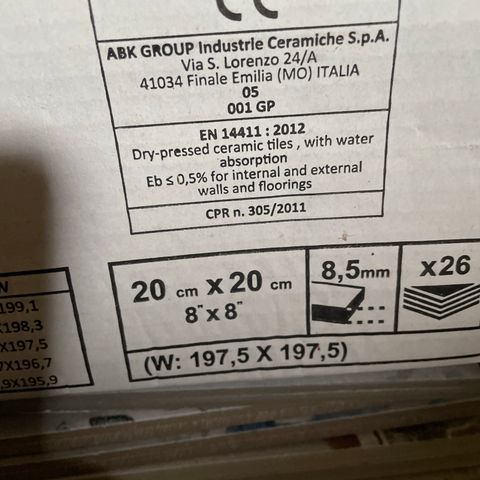 CE
ABK GROUP Industrie Ceramiche S.p.A.
Via S. Lorenzo 24/A
41034 Finale Emilia (MO) ITALIA
05
001 GP
EN 14411 : 2012
Dry-pressed ceramic tiles , with water
absorption
Eb ≤ 0,5% for internal and external
walls and floorings
CPR n. 305/2011
20 cm x 20 cm
8"x 8"
8,5mm
x26
(W: 197,5 X 197,5)
199,1
X198,3
X197,5
7X196,7
,9X195,9